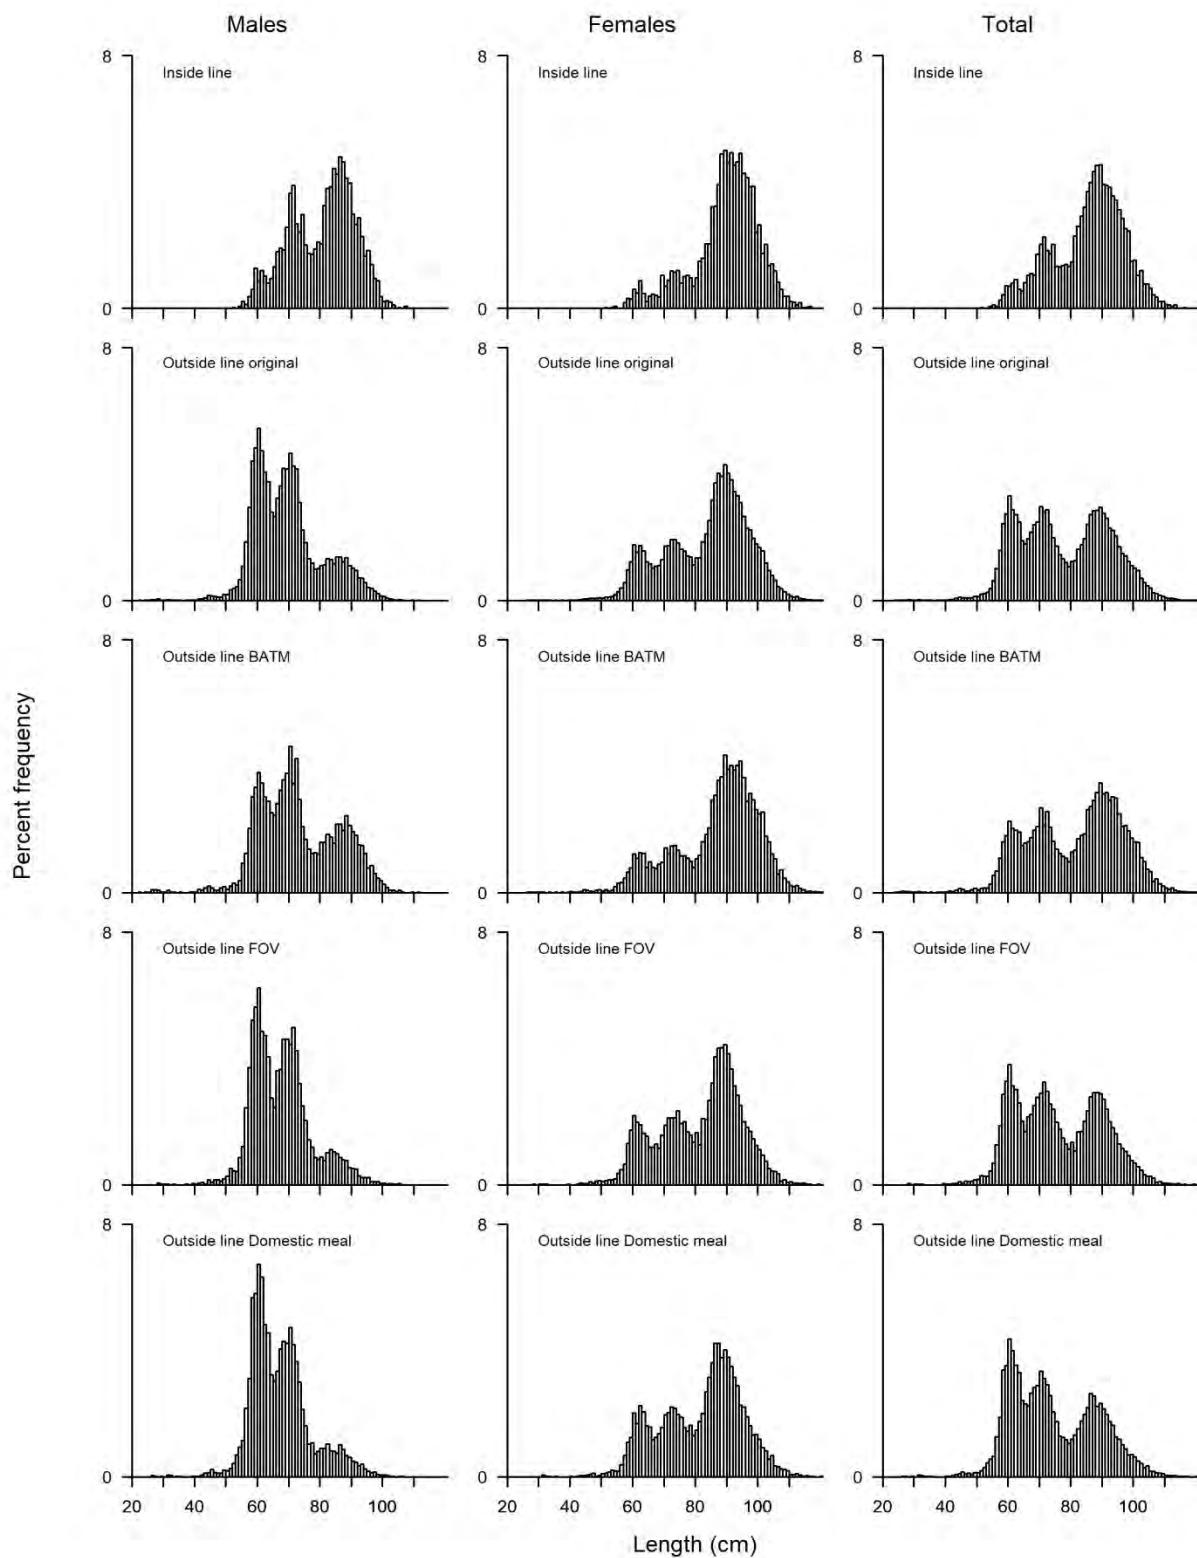 Males Females Total
8 8 8
Inside line Inside line Inside line
0 0 0
8 8 8
Outside line original Outside line original Outside line original
0 0 0
8 8 8
Outside line BATM Outside line BATM Outside line BATM
Percent frequency
0 0 0
8 8 8
Outside line FOV Outside line FOV Outside line FOV
0 0 0
8 8 8
Outside line Domestic meal Outside line Domestic meal Outside line Domestic meal
0 0 0
20 40 60 80 100 20 40 60 80 100 20 40 60 80 100
Length (cm)